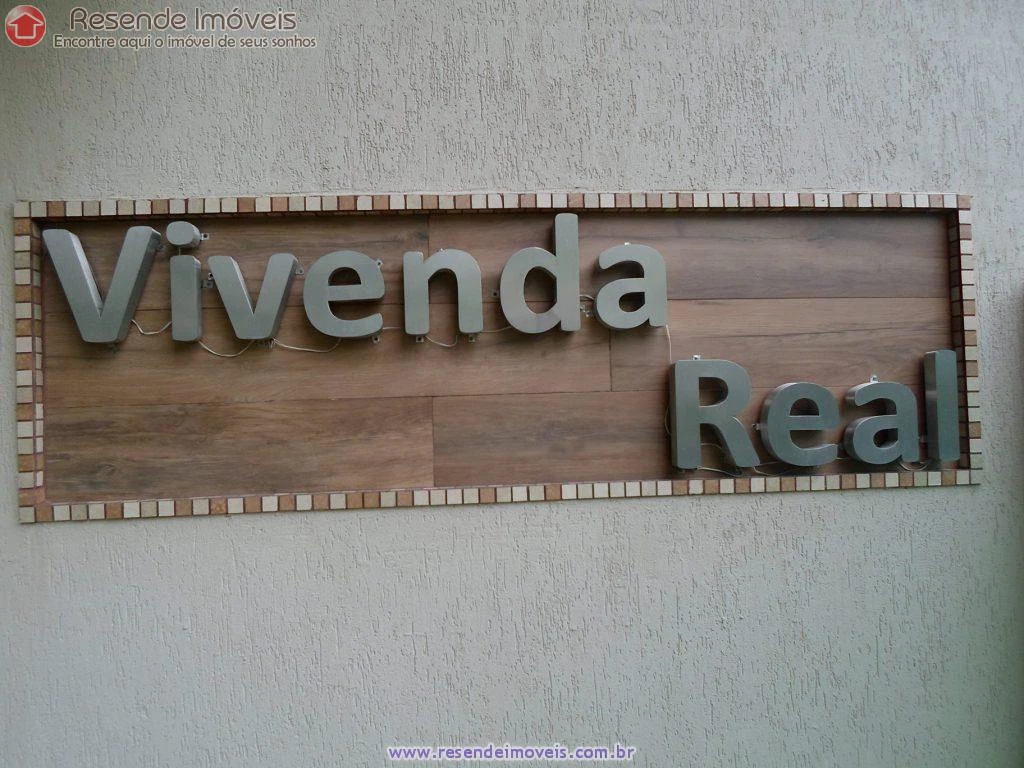 Resende Imóveis
Encontre aqui o imóvel de seus sonhos
Vivenda
Real
www.resendeimoveis.com.br